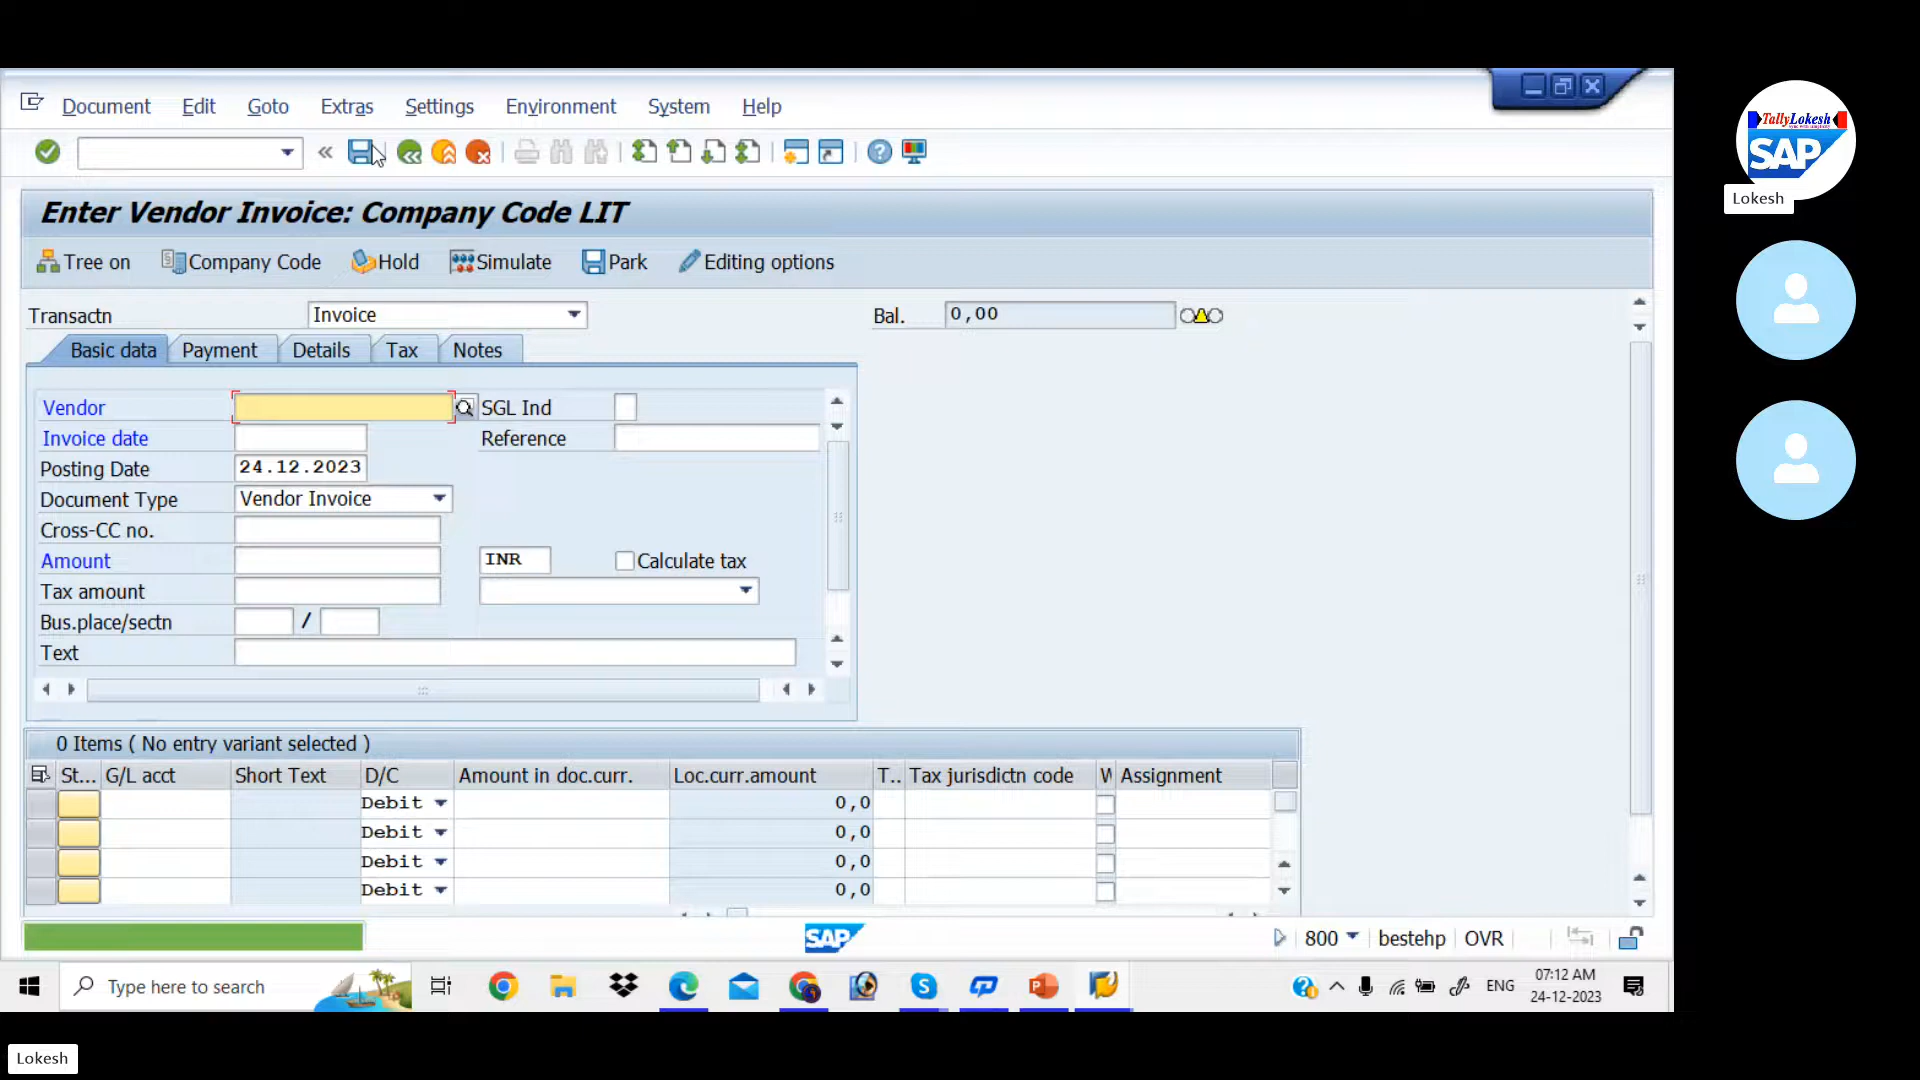 Document Edit Goto Extras Settings Environment System Help
Enter Vendor Invoice: Company Code LIT
Tree on Company Code Hold Simulate Park Editing options
Transactn Invoice Bal. 0,00
Basic data Payment Details Tax Notes
Vendor SGL Ind
Invoice date Reference
Posting Date 24.12.2023
Document Type Vendor Invoice
Cross-CC no.
Amount INR Calculate tax
Tax amount
Bus.place/sectn /
Text
0 Items ( No entry variant selected )
St... G/L acct Short Text D/C Amount in doc.curr. Loc.curr.amount T.. Tax jurisdictn code W Assignment
Debit 0,0
Debit 0,0
Debit 0,0
Debit 0,0
SAP 800 bestehp OVR
Type here to search ENG 07:12 AM
24-12-2023
TallyLokesh
SAP
Lokesh
Lokesh